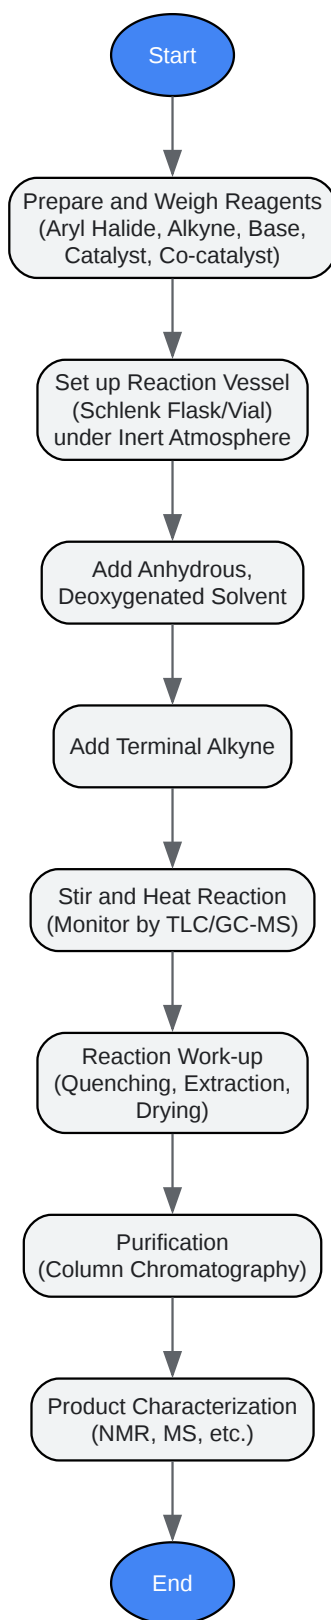 Start
Prepare and Weigh Reagents
(Aryl Halide, Alkyne, Base,
Catalyst, Co-catalyst)
Set up Reaction Vessel
(Schlenk Flask/Vial)
under Inert Atmosphere
Add Anhydrous,
Deoxygenated Solvent
Add Terminal Alkyne
Stir and Heat Reaction
(Monitor by TLC/GC-MS)
Reaction Work-up
(Quenching, Extraction,
Drying)
Purification
(Column Chromatography)
Product Characterization
(NMR, MS, etc.)
End